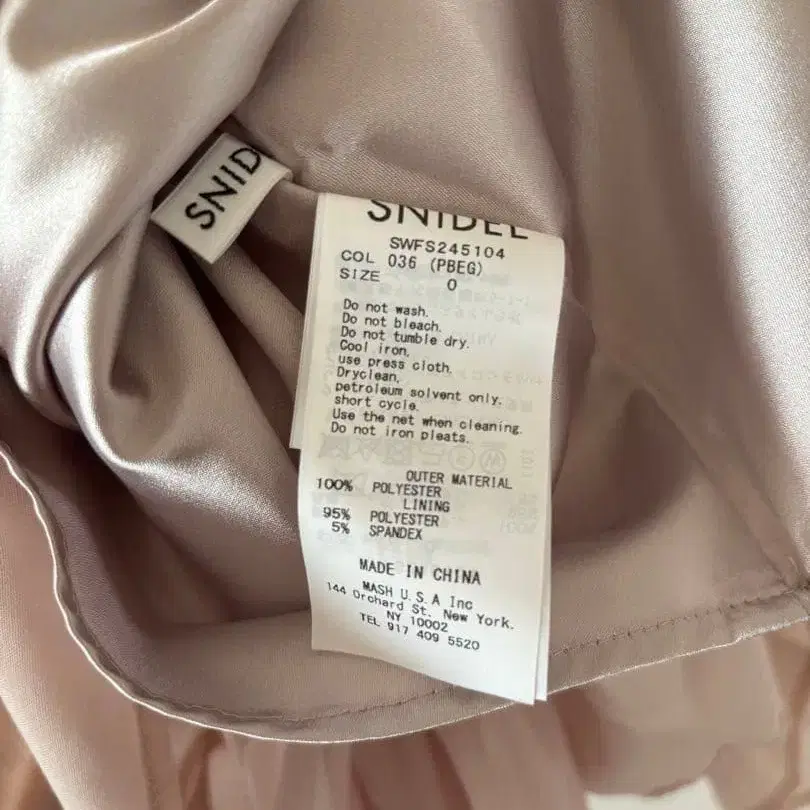 SNID
SNIDEL
SWFS245104
COL 036 (PBEG)
SIZE 0
Do not wash.
Do not bleach.
Do not tumble dry.
Cool iron,
use press cloth,
Dryclean,
petroleum solvent only.
short cycle.
Use the net when cleaning.
Do not iron pleats.
OUTER MATERIAL
100% POLYESTER
LINING
95% POLYESTER
5% SPANDEX
MADE IN CHINA
MASH U.S.A Inc
144 Orchard St. New York.
NY 10002
TEL 917 409 5520